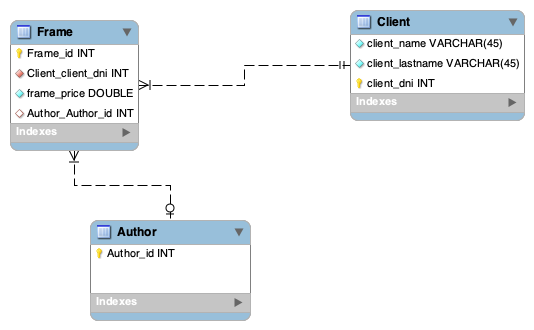 Frame
Frame_id INT
Client_client_dni INT
frame_price DOUBLE
Author_Author_id INT
Indexes
Client
client_name VARCHAR(45)
client_lastname VARCHAR(45)
client_dni INT
Indexes
Author
Author_id INT
Indexes